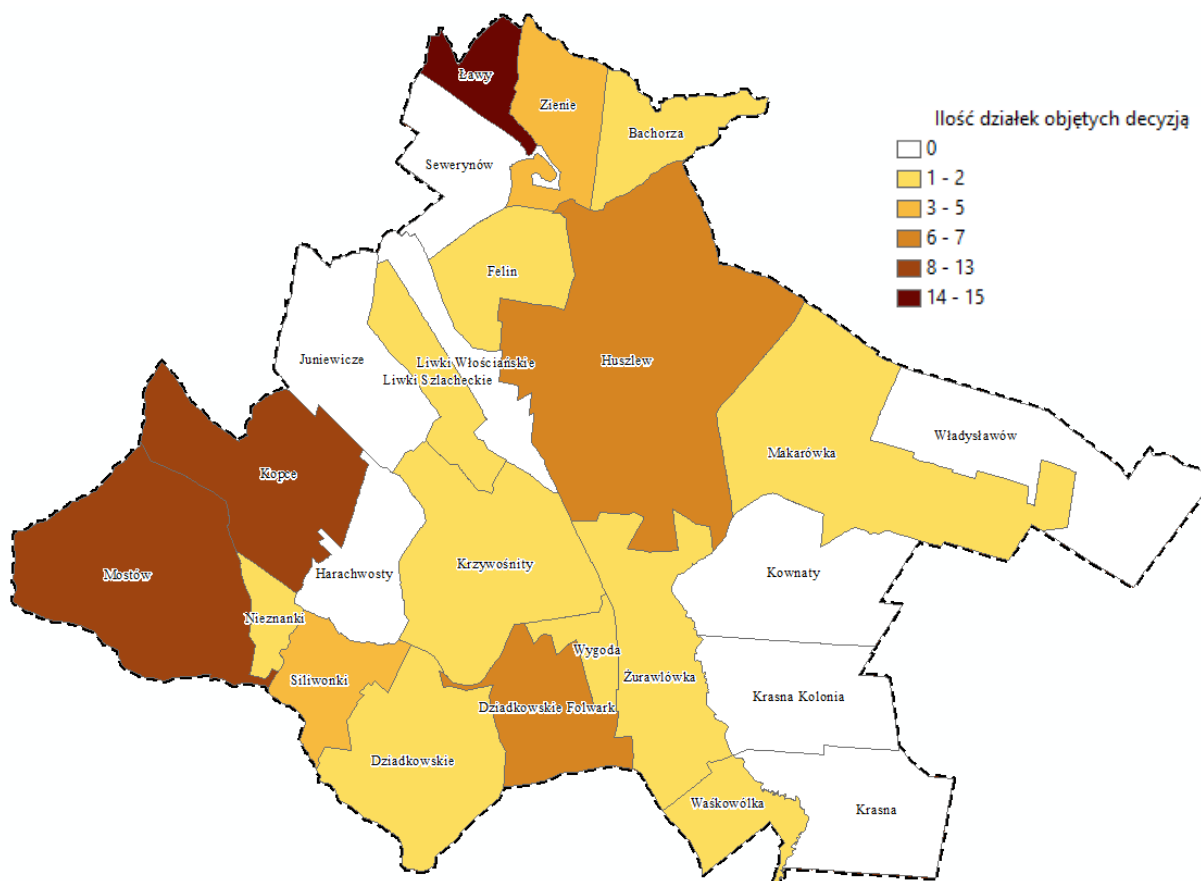 Ławy
Zienie
Bachorza
Sewerynów
Felin
Juniewicze
Liwki Włościańskie
Liwki Szlacheckie
Huszlew
Władysławów
Makarówka
Kopce
Mostów
Harachwosty
Krzywośnity
Kownaty
Nieznanki
Wygoda
Siliwonki
Żurawlówka
Krasna Kolonia
Dziadkowskie Folwark
Dziadkowskie
Waśkowólka
Krasna
Ilość działek objętych decyzją
0
1 - 2
3 - 5
6 - 7
8 - 13
14 - 15